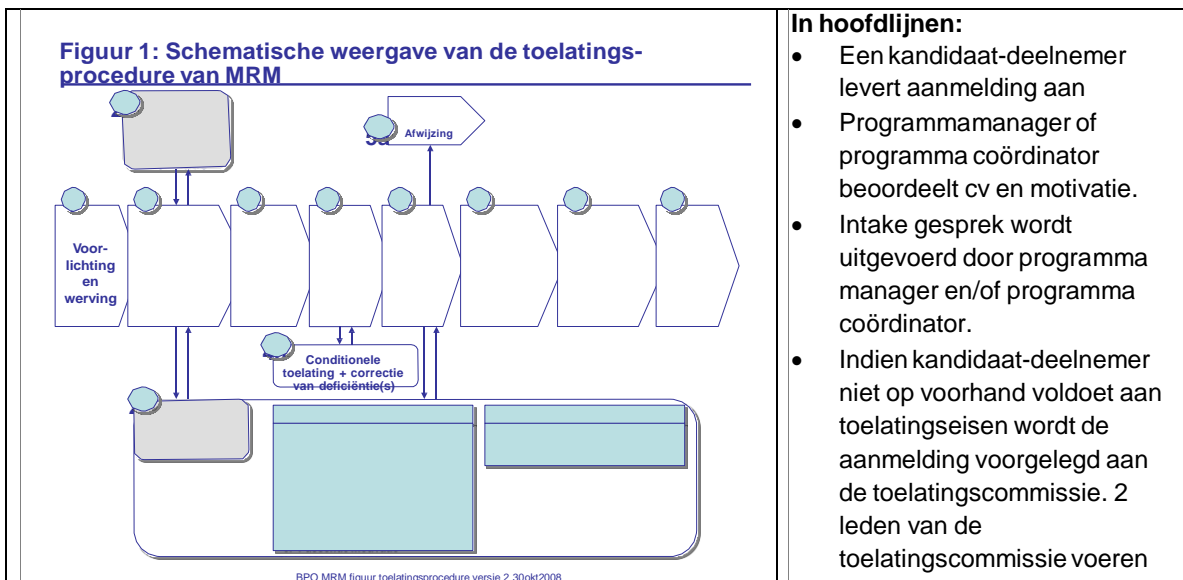 Figuur 1: Schematische weergave van de toelatings-
procedure van MRM
Afwijzing
Voor-
lichting
en
werving
Conditionele
toelating + correctie
van deficiëntie(s)
BPO MRM figuur toelatingsprocedure versie 2 30okt2008
In hoofdlijnen:
• Een kandidaat-deelnemer
levert aanmelding aan
• Programmamanager of
programma coördinator
beoordeelt cv en motivatie.
• Intake gesprek wordt
uitgevoerd door programma
manager en/of programma
coördinator.
• Indien kandidaat-deelnemer
niet op voorhand voldoet aan
toelatingseisen wordt de
aanmelding voorgelegd aan
de toelatingscommissie. 2
leden van de
toelatingscommissie voeren